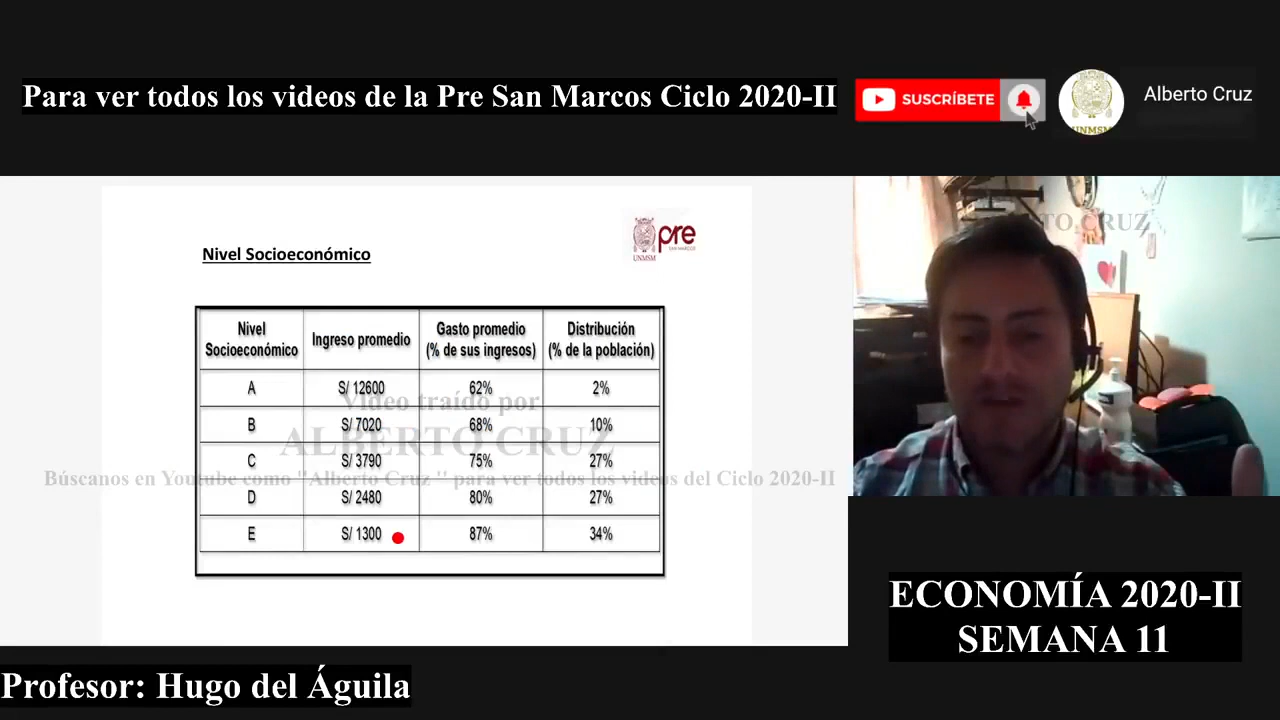 Para ver todos los videos de la Pre San Marcos Ciclo 2020-II
SUSCRÍBETE
Alberto Cruz
UNMSM
Nivel Socioeconómico
UNMSM
pre
SAN MARCOS
Nivel Socioeconómico
Ingreso promedio
Gasto promedio (% de sus ingresos)
Distribución (% de la población)
A S/ 12600 62% 2%
B S/ 7020 68% 10%
C S/ 3790 75% 27%
D S/ 2480 80% 27%
E S/ 1300 87% 34%
Video traído por
ALBERTO CRUZ
Búscanos en Youtube como "Alberto Cruz " para ver todos los videos del Ciclo 2020-II
CRUZ
ECONOMÍA 2020-II
SEMANA 11
Profesor: Hugo del Águila